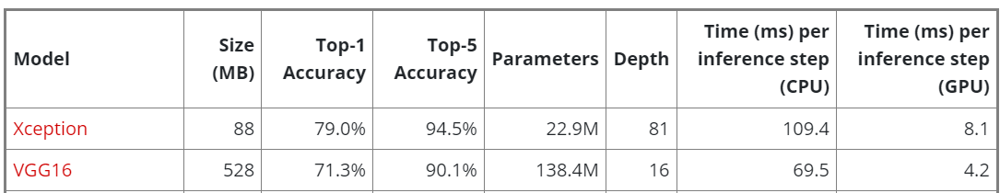 Model Size (MB) Top-1 Accuracy Top-5 Accuracy Parameters Depth Time (ms) per inference step (CPU) Time (ms) per inference step (GPU)
Xception 88 79.0% 94.5% 22.9M 81 109.4 8.1
VGG16 528 71.3% 90.1% 138.4M 16 69.5 4.2